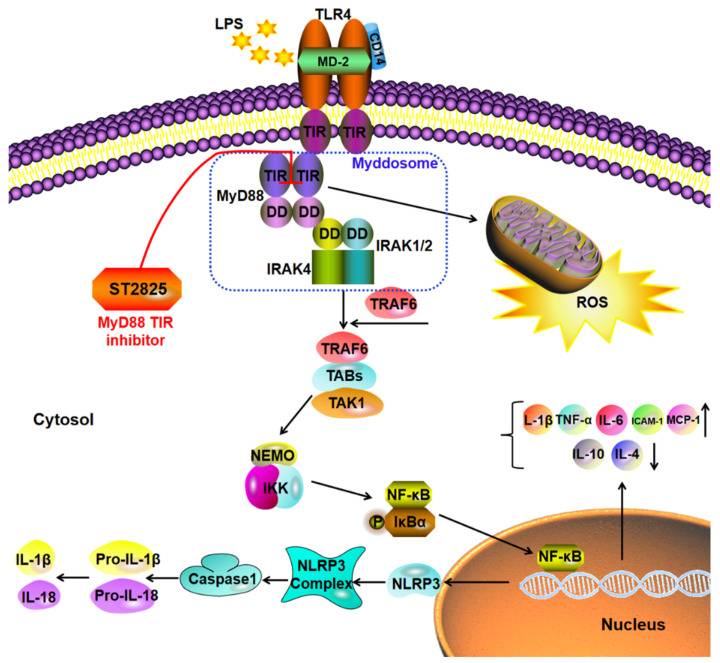 LPS
TLR4
CD14
MD-2
TIR
TIR
Myddosome
TIR
TIR
MyD88
DD
DD
DD
DD
IRAK1/2
IRAK4
ROS
ST2825
MyD88 TIR
inhibitor
TRAF6
TRAF6
TABs
TAK1
Cytosol
L-1β
TNF-α
IL-6
ICAM-1
MCP-1
IL-10
IL-4
NEMO
IKK
NF-κB
P
IκBα
NF-κB
IL-1β
Pro-IL-1β
Caspase1
NLRP3
Complex
NLRP3
IL-18
Pro-IL-18
Nucleus